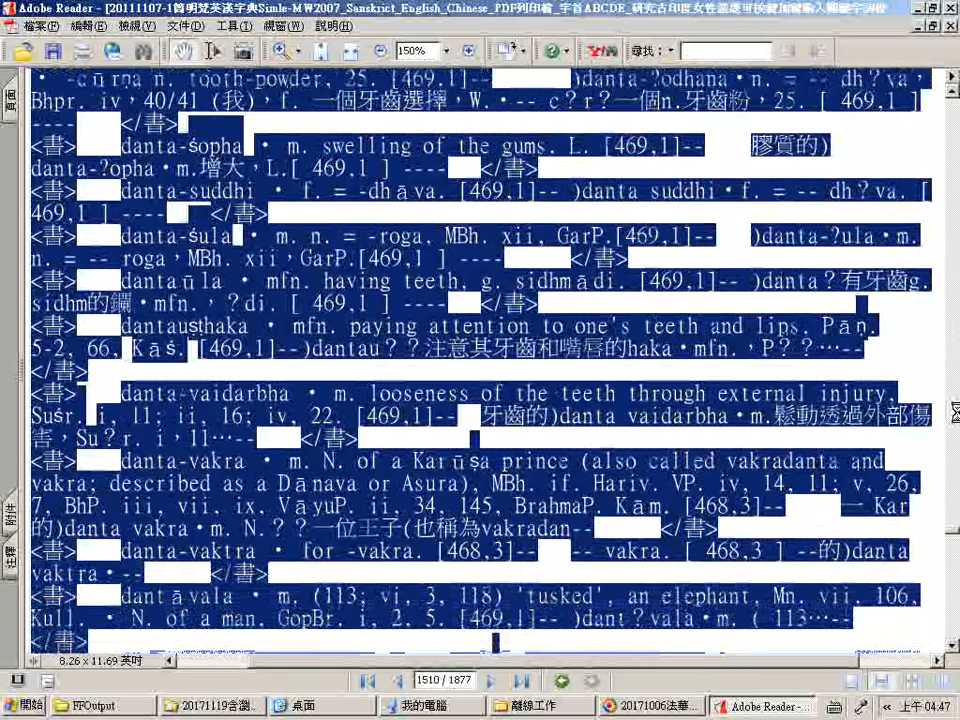 Adobe Reader - [20111107-1簡明梵英漢字典Simle-MW2007_Sanskrit_English_Chinese_PDF列印輸_字首ABCDE_研究古印度女性
檔案(F) 編輯(E) 檢視(V) 文件(D) 工具(T) 視窗(W) 說明(H)
150% 尋找：
頁面
• -cūrṇa n. tooth-powder, 25. [469,1]-- )danta-?odhana‧n. = -- dh?va,
Bhpr. iv, 40/41 (我), f. 一個牙齒選擇，W.‧-- c?r?一個n.牙齒粉，25. [ 469,1 ]
---- </書>
<書> danta-śopha • m. swelling of the gums. L. [469,1]-- 膠質的)
danta-?opha‧m.增大，L.[ 469,1 ] ---- </書>
<書> danta-suddhi • f. = -dhāva. [469,1]-- )danta suddhi‧f. = -- dh?va. [
469,1 ] ---- </書>
<書> danta-śula • m. n. = -roga, MBh. xii, GarP.[469,1]-- )danta-?ula‧m.
n. = -- roga，MBh. xii，GarP.[469,1 ] ---- </書>
<書> dantaūla • mfn. having teeth, g. sidhmādi. [469,1]-- )danta？有牙齒g.
sidhm的鑼‧mfn.，?di. [ 469,1 ] ---- </書>
<書> dantauṣṭhaka • mfn. paying attention to one's teeth and lips. Pāṇ.
5-2, 66, Kāś. [469,1]--)dantau？？注意其牙齒和嘴唇的haka‧mfn.，P？？…--
</書>
<書> danta-vaidarbha • m. looseness of the teeth through external injury,
Suśr. i, 11; ii, 16; iv, 22. [469,1]-- 牙齒的)danta vaidarbha‧m.鬆動透過外部傷
害，Su?r. i，11…-- </書>
<書> danta-vakra • m. N. of a Karūṣa prince (also called vakradanta and
vakra; described as a Dānava or Asura), MBh. if. Hariv. VP. iv, 14, 11; v, 26,
7, BhP. iii, vii, ix, VāyuP. ii, 34, 145, BrahmaP. Kām. [468,3]-- 一 Kar
的)danta vakra‧m. N.？？一位王子(也稱為vakradan-- </書>
<書> danta-vaktra • for -vakra. [468,3]-- -- vakra. [ 468,3 ] --的)danta
vaktra‧-- </書>
<書> dantāvala • m. (113; vi, 3, 118) 'tusked', an elephant, Mn. vii, 106,
Kull. • N. of a man. GopBr. i, 2, 5. [469,1]-- )dant?vala‧m. ( 113…--
</書>
附件
注釋
8.26 x 11.69 英吋
1510 / 1877
開始 FFOutput 20171119含瀏... 桌面 我的電腦 離線工作 20171006法華... Adobe Reader -... 上午 04:47